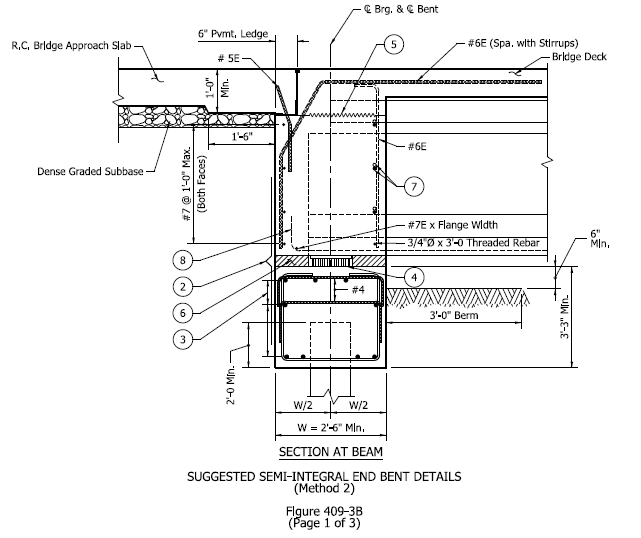 ℄ Brg. & ℄ Bent
6" Pvmt. Ledge
5
#6E (Spa. with Stirrups)
R.C. Bridge Approach Slab
# 5E
Bridge Deck
1'-0"
Min.
1'-6"
#6E
Dense Graded Subbase
#7 @ 1'-0" Max.
(Both Faces)
7
#7E x Flange Width
3/4"Ø x 3'-0 Threaded Rebar
8
6"
Min.
2
4
#4
6
3'-0" Berm
3
3'-3" Min.
2'-0 Min.
W/2
W/2
W = 2'-6" Min.
SECTION AT BEAM
SUGGESTED SEMI-INTEGRAL END BENT DETAILS
(Method 2)
Figure 409-3B
(Page 1 of 3)